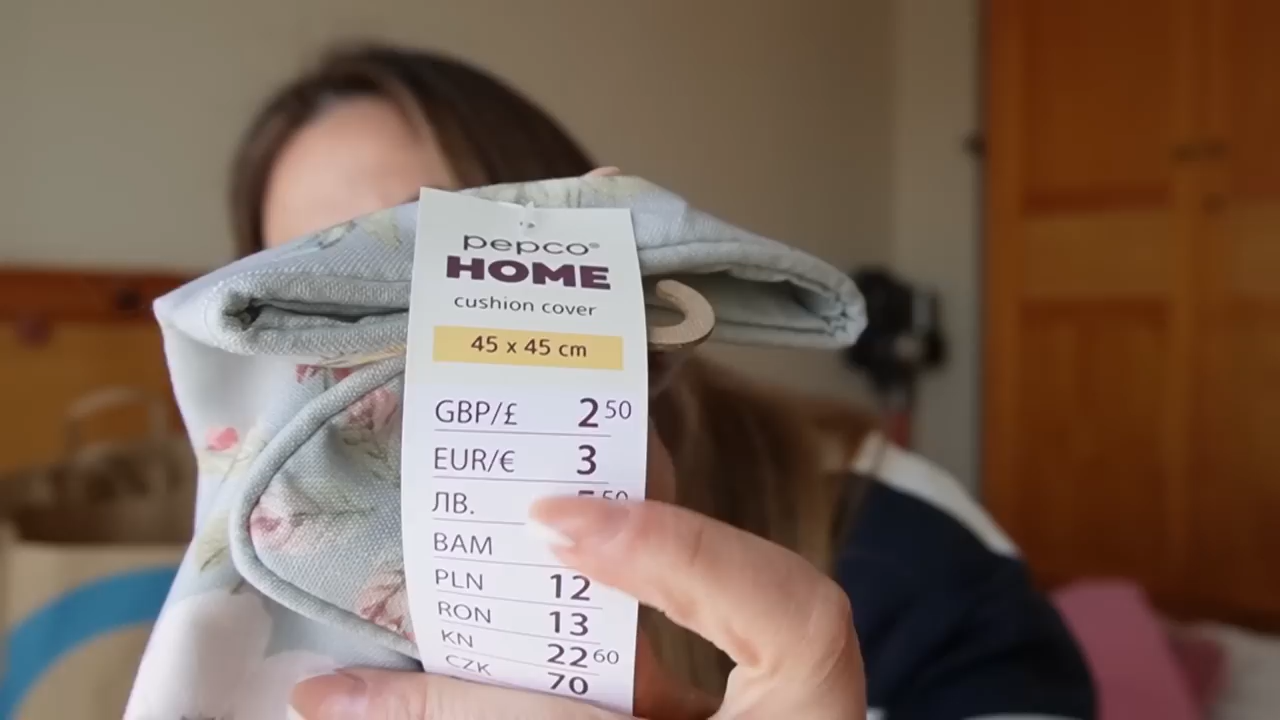 pepco®
HOME
cushion cover
45 x 45 cm
GBP/£ 2 50
EUR/€ 3
ЛВ. 50
BAM
PLN 12
RON 13
KN 22 60
CZK 70